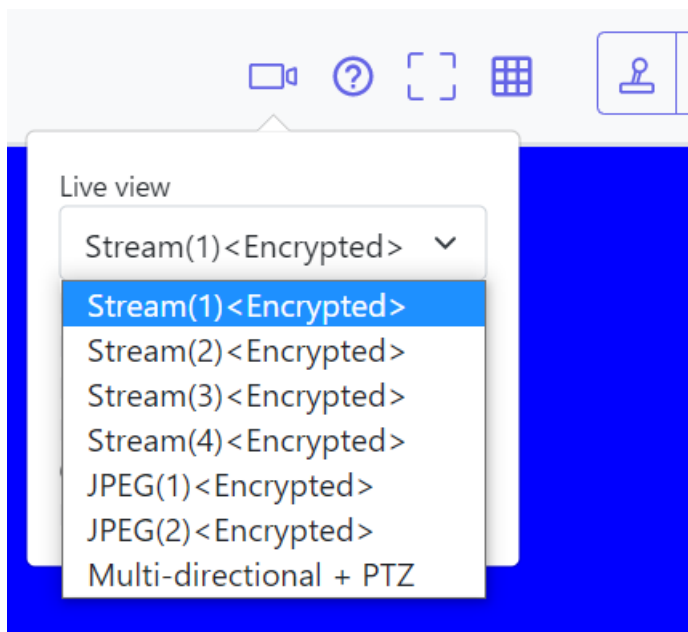 Live view
Stream(1)<Encrypted>
Stream(1)<Encrypted>
Stream(2)<Encrypted>
Stream(3)<Encrypted>
Stream(4)<Encrypted>
JPEG(1)<Encrypted>
JPEG(2)<Encrypted>
Multi-directional + PTZ